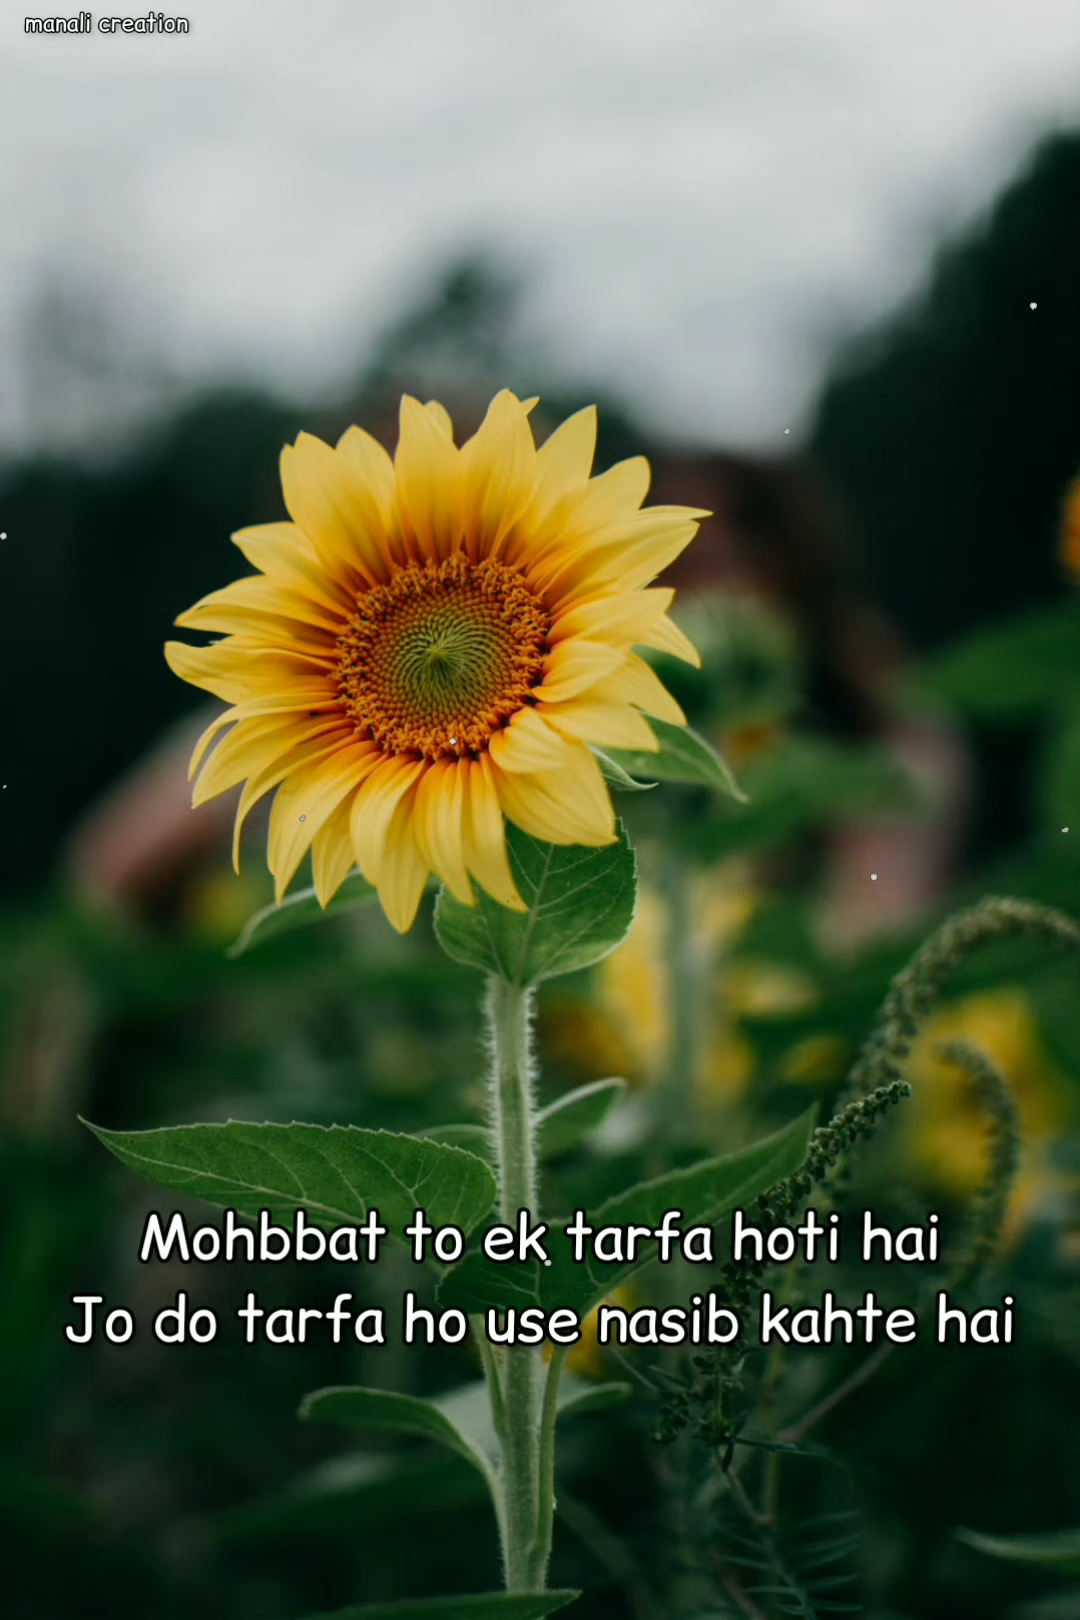 manali creation
Mohbbat to ek tarfa hoti hai
Jo do tarfa ho use nasib kahte hai